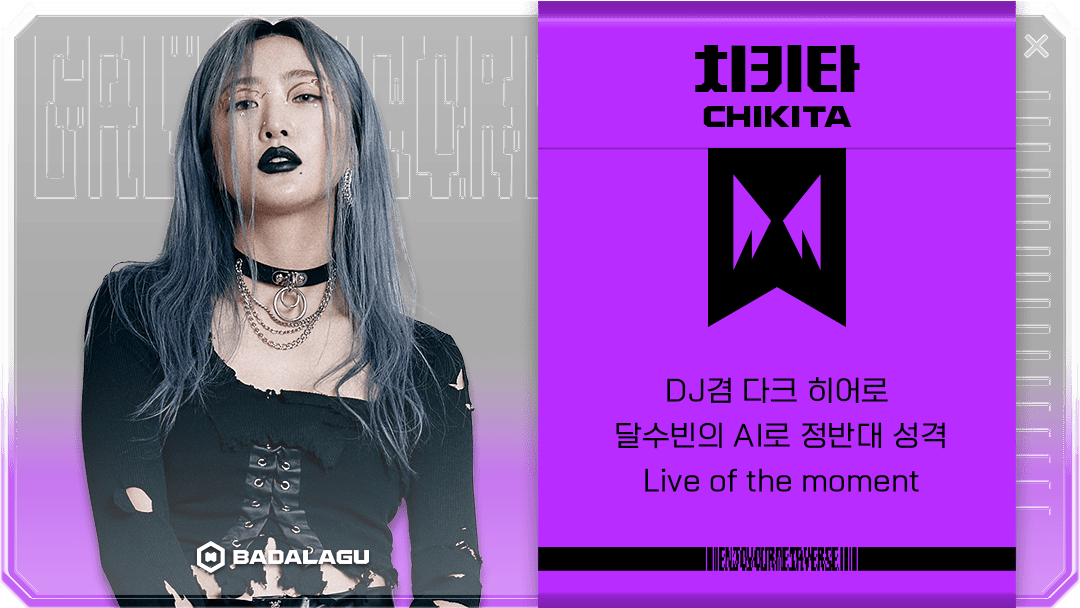 치키타
CHIKITA
DJ겸 다크 히어로
달수빈의 AI로 정반대 성격
Live of the moment
BADALAGU
ENJOYOURMETAVERSE